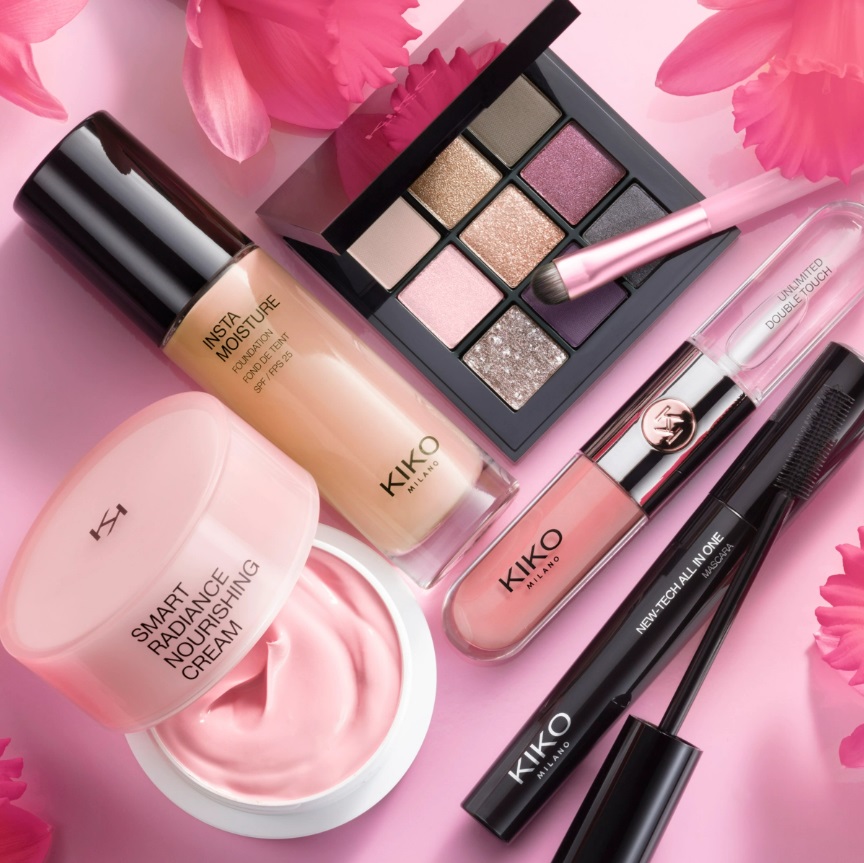 INSTA
MOISTURE
FOUNDATION
FOND DE TEINT
SPF / FPS 25
KIKO
MILANO
SMART
RADIANCE
NOURISHING
CREAM
UNLIMITED
DOUBLE TOUCH
KIKO
MILANO
NEW-TECH ALL IN ONE
MASCARA
KIKO
MILANO